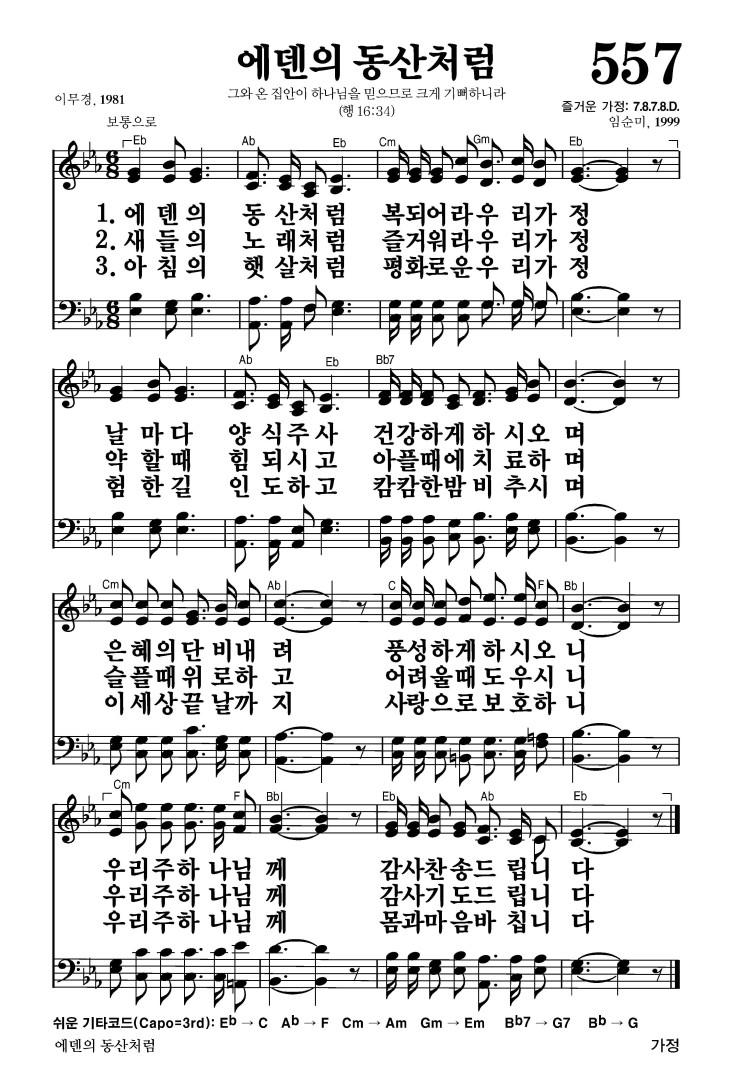 에덴의 동산처럼
557
그와 온 집안이 하나님을 믿으므로 크게 기뻐하니라
(행 16:34)
이무경, 1981
즐거운 가정: 7.8.7.8.D.
임순미, 1999
보통으로
Eb Ab Eb Cm Gm Eb
1. 에 덴 의 동 산처 럼 복되어라우 리가 정
2. 새 들 의 노 래처 럼 즐거워라우 리가 정
3. 아 침 의 햇 살처 럼 평화로운우 리가 정
Ab Eb Bb7
날 마 다 양 식주 사 건강하게 하 시오 며
약 할 때 힘 되시 고 아플때에 치 료하 며
험 한 길 인 도하 고 캄캄한밤 비 추시 며
Cm Ab C F Bb
은 혜의단 비내 려 풍성하게하 시오 니
슬 플때위 로하 고 어려울때도 우시 니
이 세상끝 날까 지 사랑으로보 호하 니
Cm F Bb Eb Ab Eb
우리주하 나님 께 감사찬송드 립니 다
우리주하 나님 께 감사기도드 립니 다
우리주하 나님 께 몸과마음바 칩니 다
쉬운 기타코드(Capo=3rd): Eb → C Ab → F Cm → Am Gm → Em Bb7 → G7 Bb → G
에덴의 동산처럼
가정